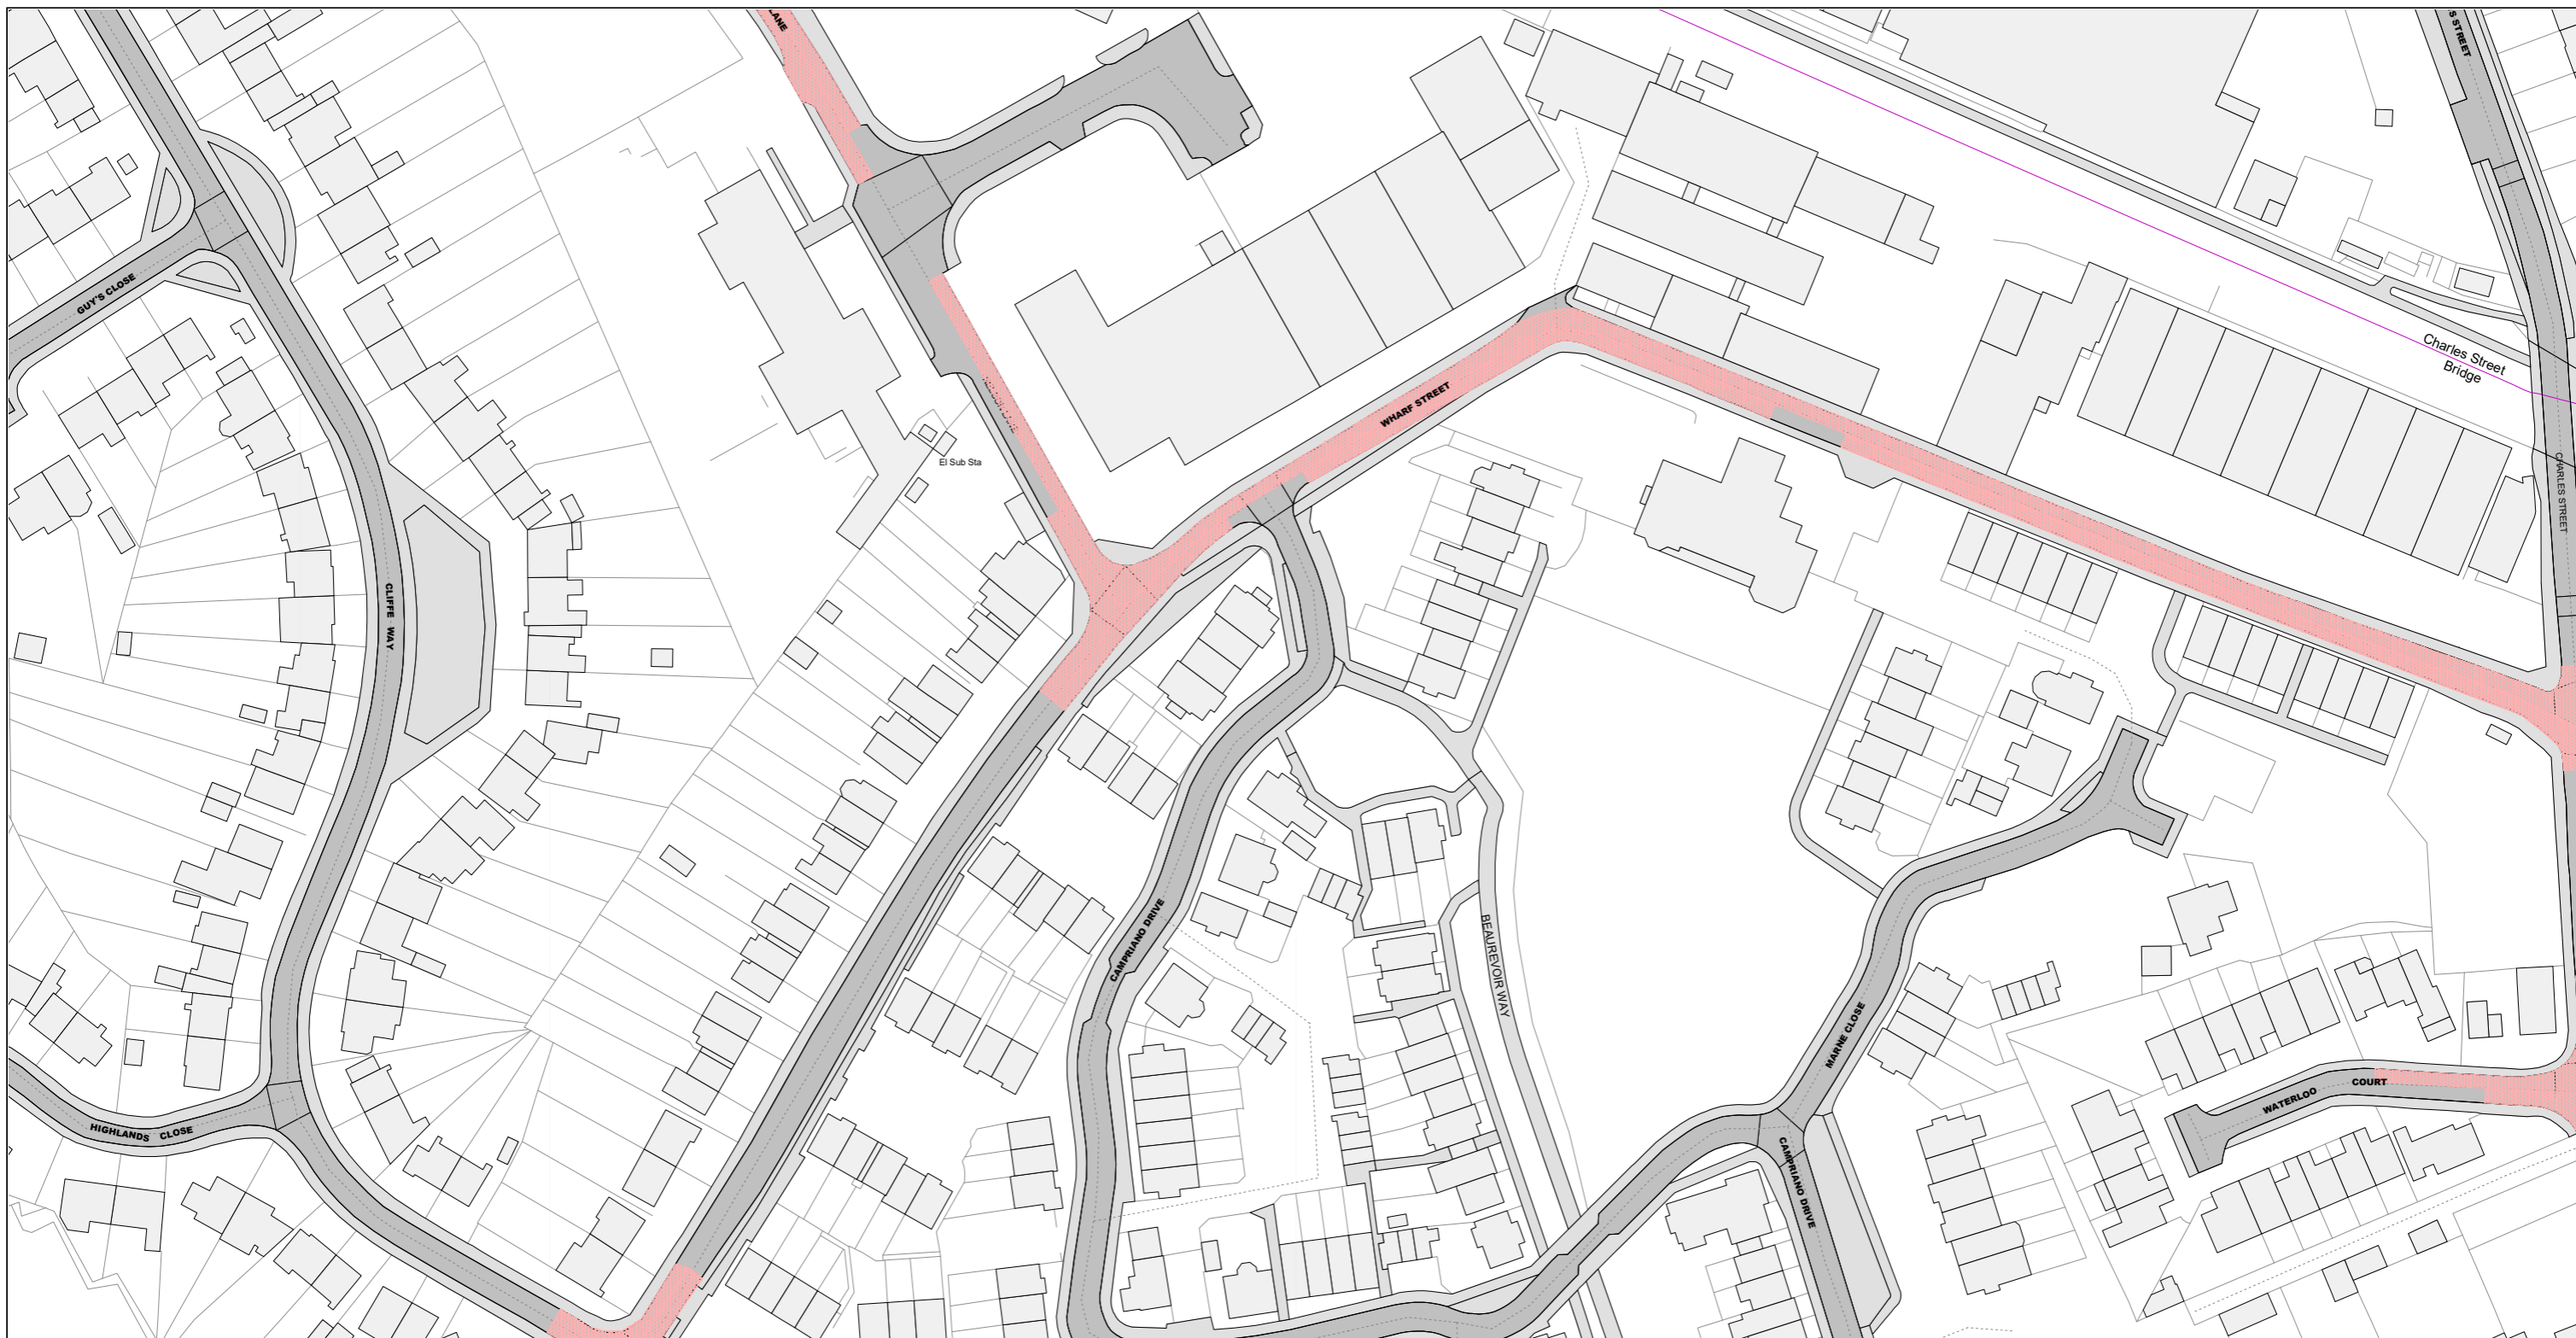 LANE
S STREET
GUY'S CLOSE
Charles Street
Bridge
WHARF STREET
El Sub Sta
CHARLES STREET
CLIFFE WAY
CAMPRIANO DRIVE
BEAUREVOIR WAY
MARNE CLOSE
WATERLOO COURT
HIGHLANDS CLOSE
CAMPRIANO DRIVE